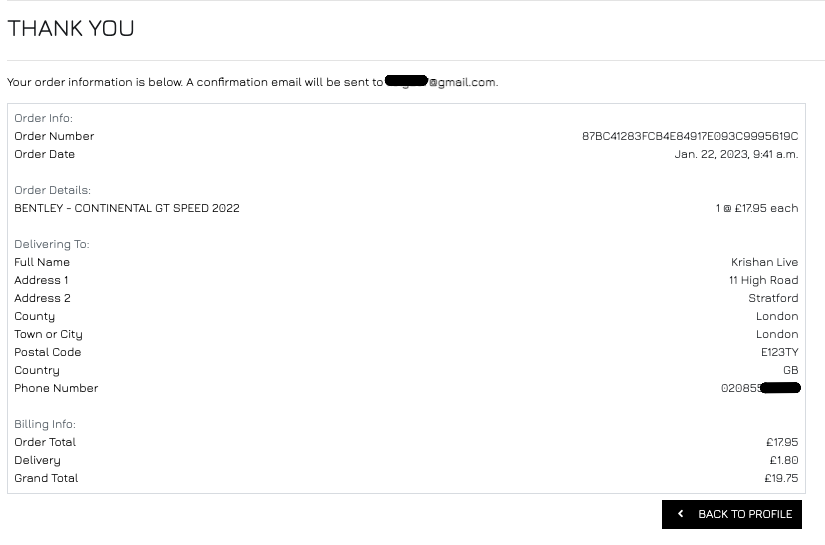 THANK YOU
Your order information is below. A confirmation email will be sent to @gmail.com.
Order Info:
Order Number 87BC41283FCB4E84917E093C9995619C
Order Date Jan. 22, 2023, 9:41 a.m.
Order Details:
BENTLEY - CONTINENTAL GT SPEED 2022 1 @ £17.95 each
Delivering To:
Full Name Krishan Live
Address 1 11 High Road
Address 2 Stratford
County London
Town or City London
Postal Code E123TY
Country GB
Phone Number 020855
Billing Info:
Order Total £17.95
Delivery £1.80
Grand Total £19.75
BACK TO PROFILE